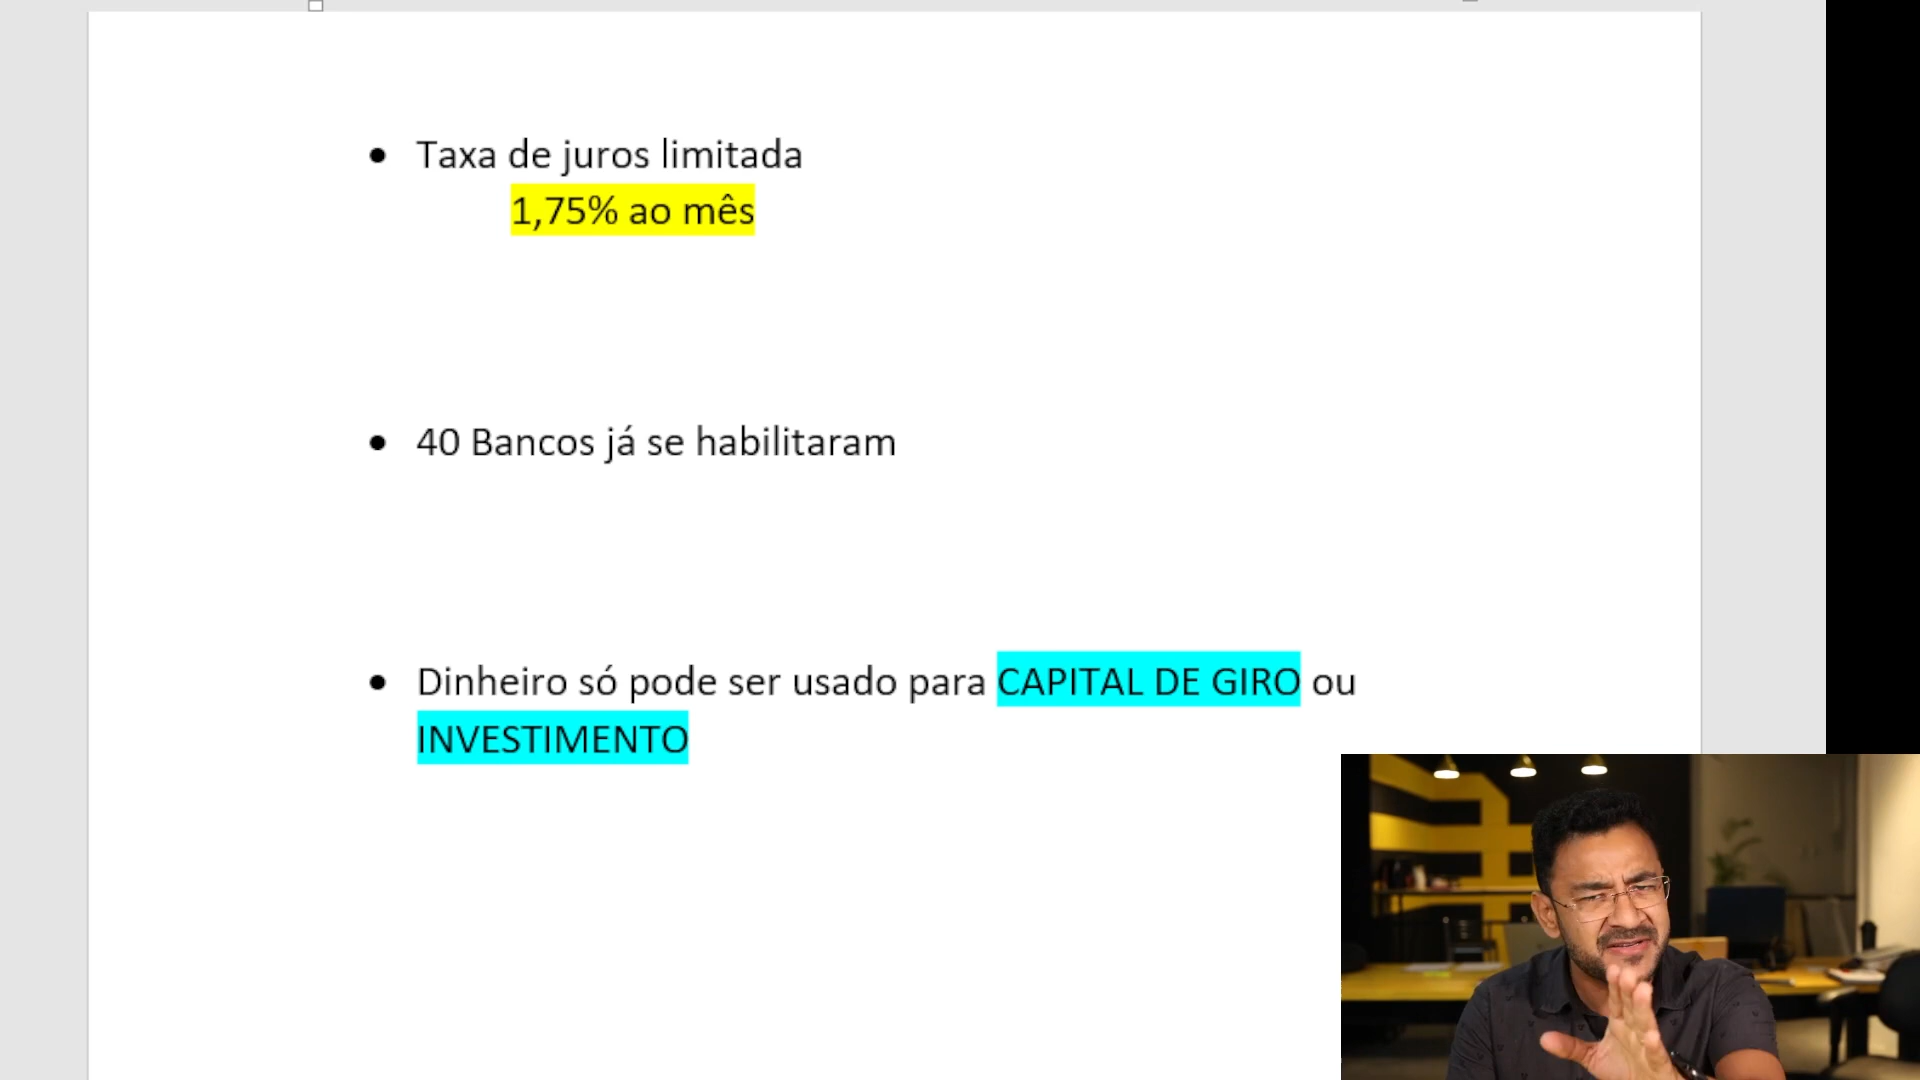 Taxa de juros limitada
1,75% ao mês
40 Bancos já se habilitaram
Dinheiro só pode ser usado para CAPITAL DE GIRO ou
INVESTIMENTO